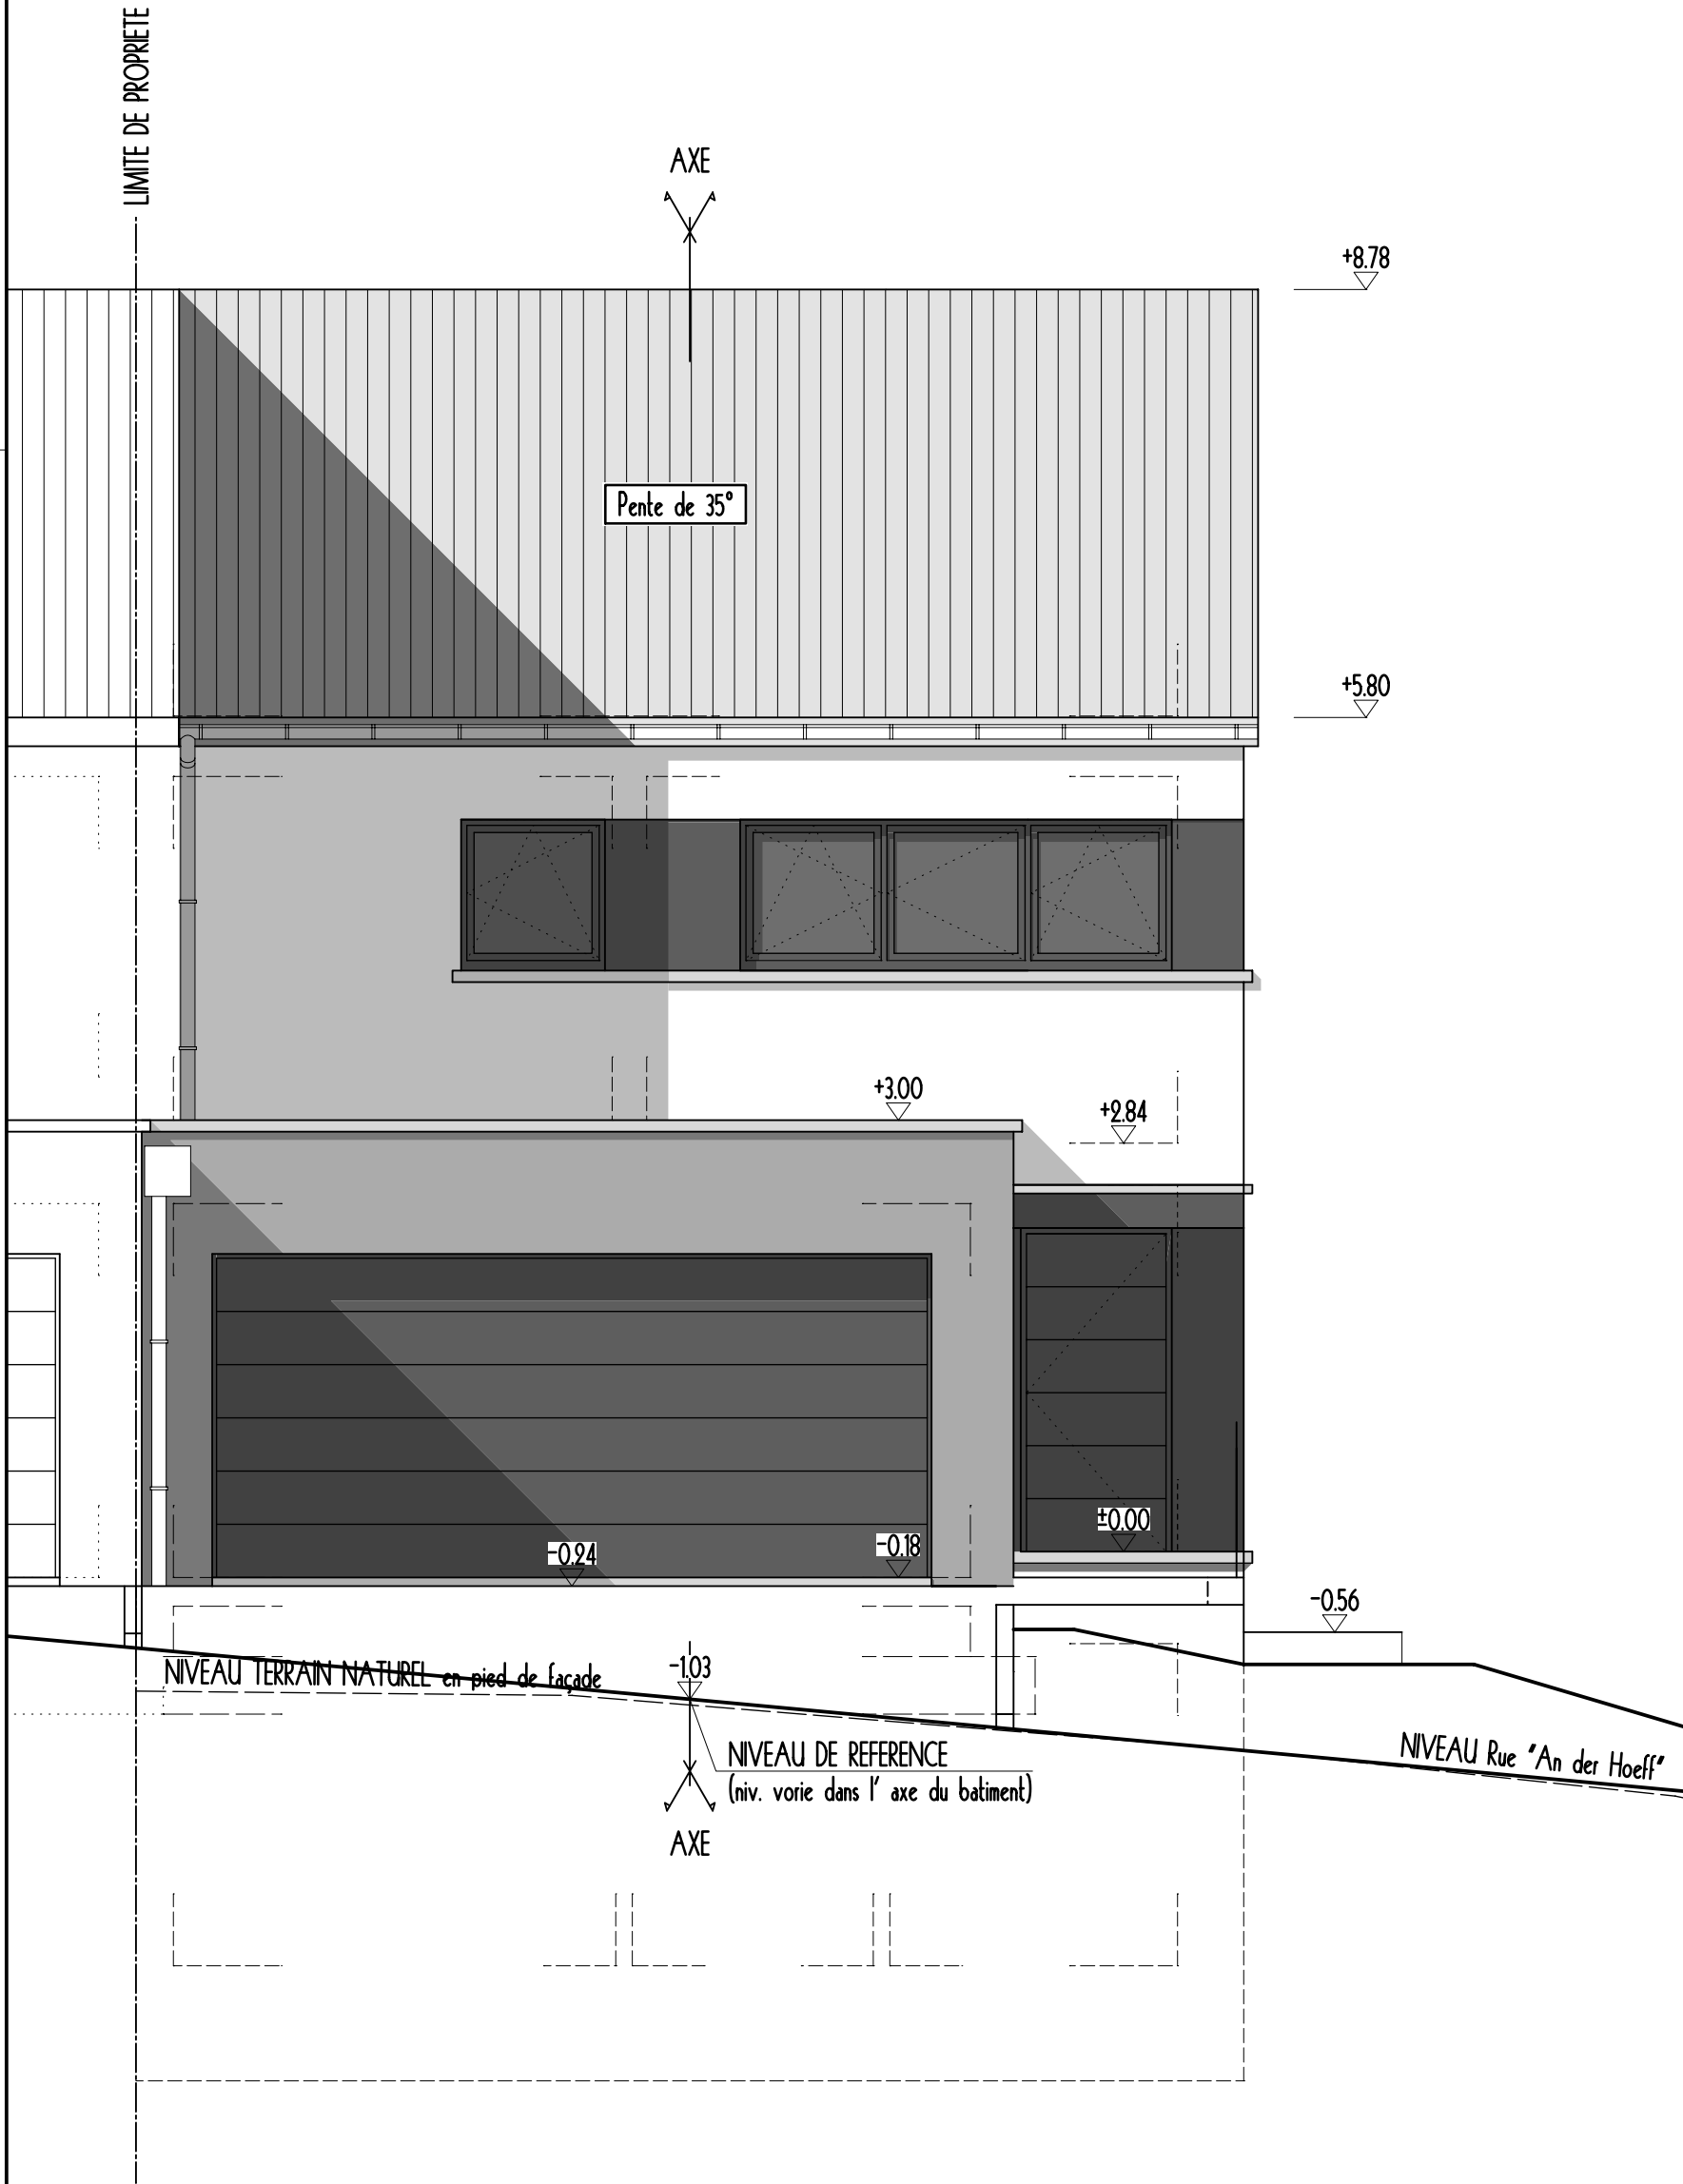 LIMITE DE PROPRIETE
AXE
+8.78
Pente de 35°
+5.80
+3.00
+2.84
±0.00
-0.18
-0.24
-0.56
NIVEAU TERRAIN NATUREL en pied de façade
-1.03
NIVEAU DE REFERENCE
(niv. vorie dans l' axe du batiment)
NIVEAU Rue "An der Hoeff"
AXE